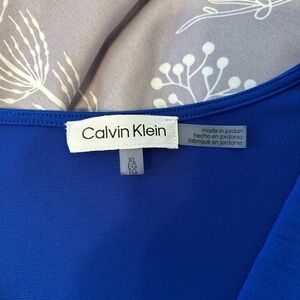 Calvin Klein
made in jordan
hecho en jordania
fabriqué en jordanie
XL
EG
TG